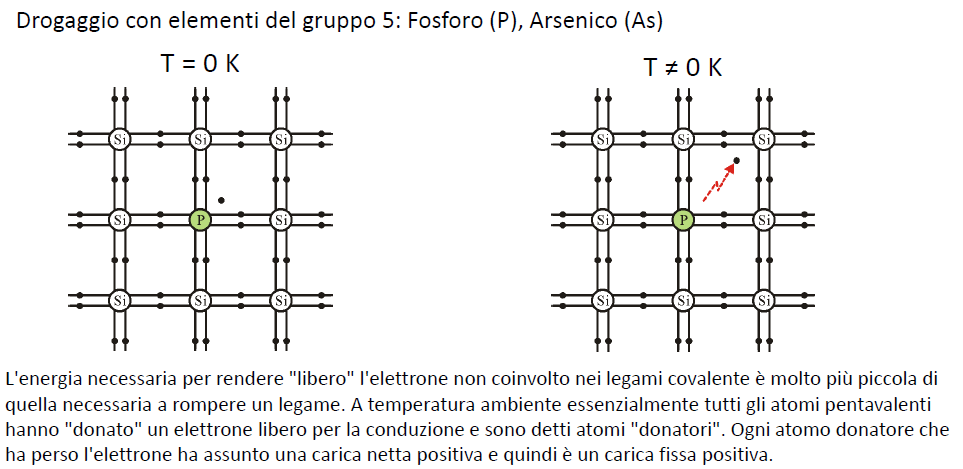 Drogaggio con elementi del gruppo 5: Fosforo (P), Arsenico (As)
T = 0 K
T ≠ 0 K
Si Si Si
Si P Si
Si Si Si
Si Si Si
Si P Si
Si Si Si
L'energia necessaria per rendere "libero" l'elettrone non coinvolto nei legami covalente è molto più piccola di
quella necessaria a rompere un legame. A temperatura ambiente essenzialmente tutti gli atomi pentavalenti
hanno "donato" un elettrone libero per la conduzione e sono detti atomi "donatori". Ogni atomo donatore che
ha perso l'elettrone ha assunto una carica netta positiva e quindi è un carica fissa positiva.